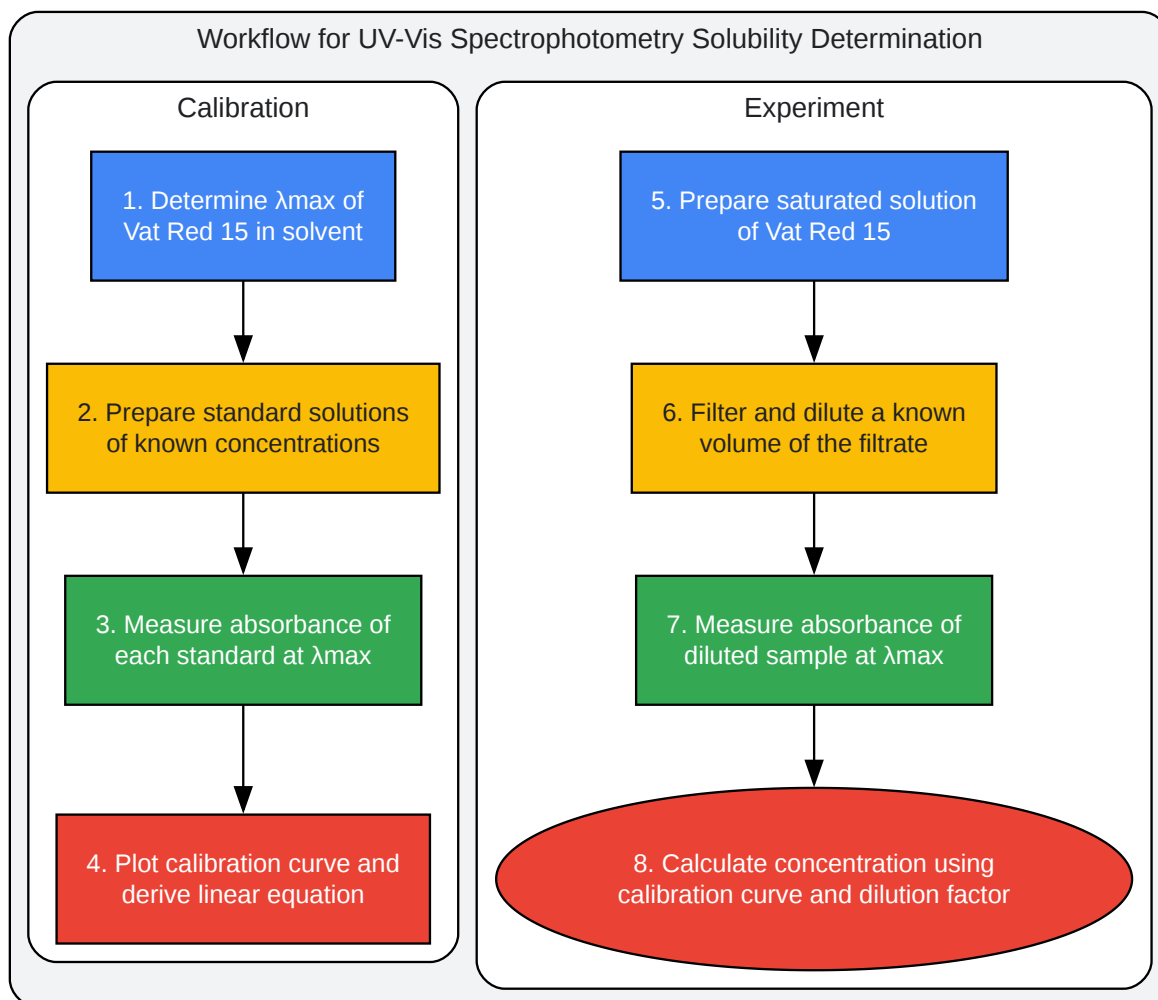 Workflow for UV-Vis Spectrophotometry Solubility Determination
Calibration
1. Determine λmax of
Vat Red 15 in solvent
2. Prepare standard solutions
of known concentrations
3. Measure absorbance of
each standard at λmax
4. Plot calibration curve and
derive linear equation
Experiment
5. Prepare saturated solution
of Vat Red 15
6. Filter and dilute a known
volume of the filtrate
7. Measure absorbance of
diluted sample at λmax
8. Calculate concentration using
calibration curve and dilution factor